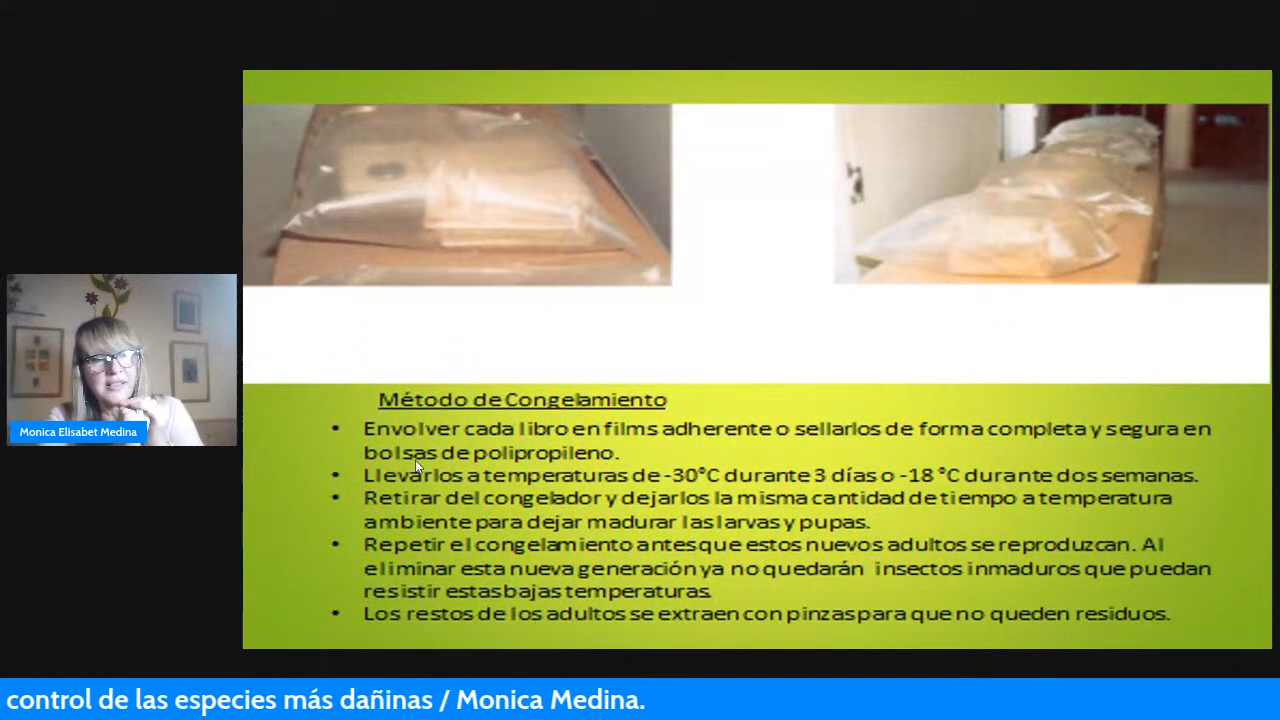 Método de Congelamiento
• Envolver cada libro en films adherente o sellarlos de forma completa y segura en
bolsas de polipropileno.
• Llevarlos a temperaturas de -30°C durante 3 días o -18 °C durante dos semanas.
• Retirar del congelador y dejarlos la misma cantidad de tiempo a temperatura
ambiente para dejar madurar las larvas y pupas.
• Repetir el congelamiento antes que estos nuevos adultos se reproduzcan. Al
eliminar esta nueva generación ya no quedarán insectos inmaduros que puedan
resistir estas bajas temperaturas.
• Los restos de los adultos se extraen con pinzas para que no queden residuos.
Monica Elisabet Medina
control de las especies más dañinas / Monica Medina.